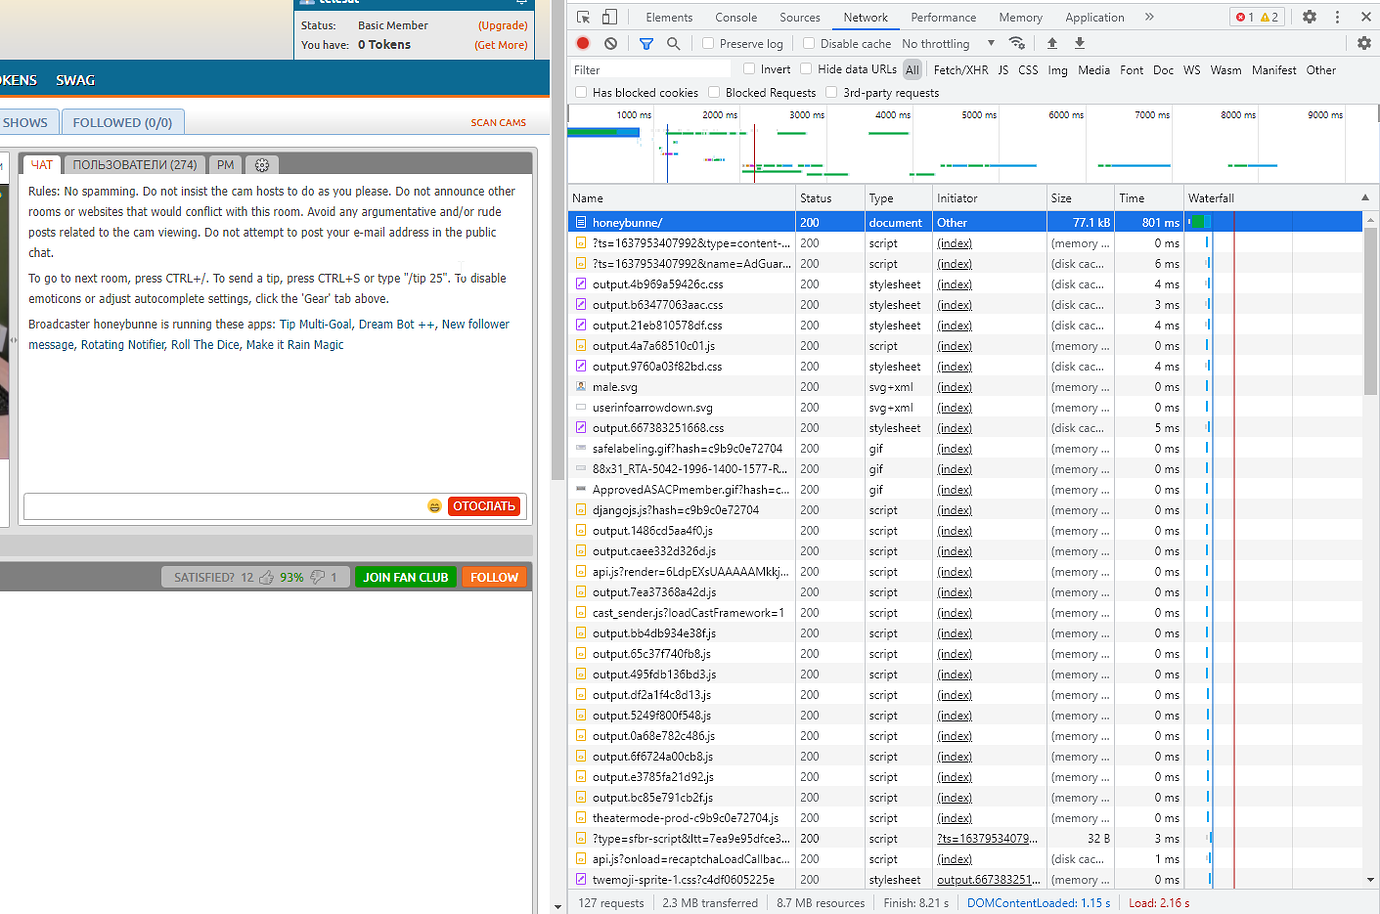 Status: Basic Member (Upgrade)
You have: 0 Tokens (Get More)
SWAG
SHOWS FOLLOWED (0/0) SCAN CAMS
ЧАТ ПОЛЬЗОВАТЕЛИ (274) PM
Rules: No spamming. Do not insist the cam hosts to do as you please. Do not announce other
rooms or websites that would conflict with this room. Avoid any argumentative and/or rude
posts related to the cam viewing. Do not attempt to post your e-mail address in the public
chat.
To go to next room, press CTRL+/. To send a tip, press CTRL+S or type "/tip 25". To disable
emoticons or adjust autocomplete settings, click the 'Gear' tab above.
Broadcaster honeybunne is running these apps: Tip Multi-Goal, Dream Bot ++, New follower
message, Rotating Notifier, Roll The Dice, Make it Rain Magic
ОТОСЛАТЬ
SATISFIED? 12 93% 1 JOIN FAN CLUB FOLLOW
Elements Console Sources Network Performance Memory Application » 1 2
Preserve log Disable cache No throttling
Filter Invert Hide data URLs All Fetch/XHR JS CSS Img Media Font Doc WS Wasm Manifest Other
Has blocked cookies Blocked Requests 3rd-party requests
1000 ms 2000 ms 3000 ms 4000 ms 5000 ms 6000 ms 7000 ms 8000 ms 9000 ms
Name Status Type Initiator Size Time Waterfall
honeybunne/ 200 document Other 77.1 kB 801 ms
?ts=1637953407992&type=content-... 200 script (index) (memory ... 0 ms
?ts=1637953407992&name=AdGuar... 200 script (index) (disk cac... 6 ms
output.4b969a59426c.css 200 stylesheet (index) (disk cac... 4 ms
output.b63477063aac.css 200 stylesheet (index) (disk cac... 3 ms
output.21eb810578df.css 200 stylesheet (index) (disk cac... 4 ms
output.4a7a68510c01.js 200 script (index) (memory ... 0 ms
output.9760a03f82bd.css 200 stylesheet (index) (disk cac... 4 ms
male.svg 200 svg+xml (index) (memory ... 0 ms
userinfoarrowdown.svg 200 svg+xml (index) (memory ... 0 ms
output.667383251668.css 200 stylesheet (index) (disk cac... 5 ms
safelabeling.gif?hash=c9b9c0e72704 200 gif (index) (memory ... 0 ms
88x31_RTA-5042-1996-1400-1577-R... 200 gif (index) (memory ... 0 ms
ApprovedASACPmember.gif?hash=c... 200 gif (index) (memory ... 0 ms
djangojs.js?hash=c9b9c0e72704 200 script (index) (memory ... 0 ms
output.1486cd5aa4f0.js 200 script (index) (memory ... 0 ms
output.caee332d326d.js 200 script (index) (memory ... 0 ms
api.js?render=6LdpEXsUAAAAAMkkj... 200 script (index) (memory ... 0 ms
output.7ea37368a42d.js 200 script (index) (memory ... 0 ms
cast_sender.js?loadCastFramework=1 200 script (index) (memory ... 0 ms
output.bb4db934e38f.js 200 script (index) (memory ... 0 ms
output.65c37f740fb8.js 200 script (index) (memory ... 0 ms
output.495fdb136bd3.js 200 script (index) (memory ... 0 ms
output.df2a1f4c8d13.js 200 script (index) (memory ... 0 ms
output.5249f800f548.js 200 script (index) (memory ... 0 ms
output.0a68e782c486.js 200 script (index) (memory ... 0 ms
output.6f6724a00cb8.js 200 script (index) (memory ... 0 ms
output.e3785fa21d92.js 200 script (index) (memory ... 0 ms
output.bc85e791cb2f.js 200 script (index) (memory ... 0 ms
theatermode-prod-c9b9c0e72704.js 200 script (index) (memory ... 0 ms
?type=sfbr-script&ltt=7ea9e95dfce3... 200 script ?ts=16379534079... 32 B 3 ms
api.js?onload=recaptchaLoadCallbac... 200 script (index) (disk cac... 1 ms
twemoji-sprite-1.css?c4df0605225e 200 stylesheet output.667383251... (memory ... 0 ms
127 requests 2.3 MB transferred 8.7 MB resources Finish: 8.21 s DOMContentLoaded: 1.15 s Load: 2.16 s